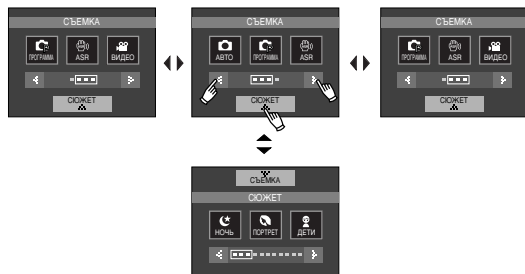 СЪЕМКА
ПРОГРАММА ASR ВИДЕО
СЮЖЕТ
СЪЕМКА
АВТО ПРОГРАММА ASR
СЮЖЕТ
СЪЕМКА
ПРОГРАММА ASR ВИДЕО
СЮЖЕТ
СЪЕМКА
СЮЖЕТ
НОЧЬ ПОРТРЕТ ДЕТИ